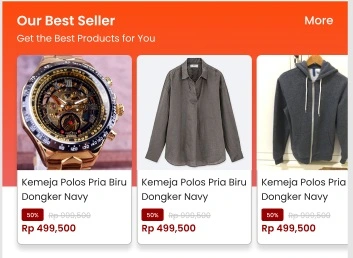 Our Best Seller
More
Get the Best Products for You
Kemeja Polos Pria Biru
Dongker Navy
50% Rp 999,500
Rp 499,500
Kemeja Polos Pria Biru
Dongker Navy
50% Rp 999,500
Rp 499,500
Kemeja Polos Pria
Dongker Navy
50% Rp 999,500
Rp 499,500